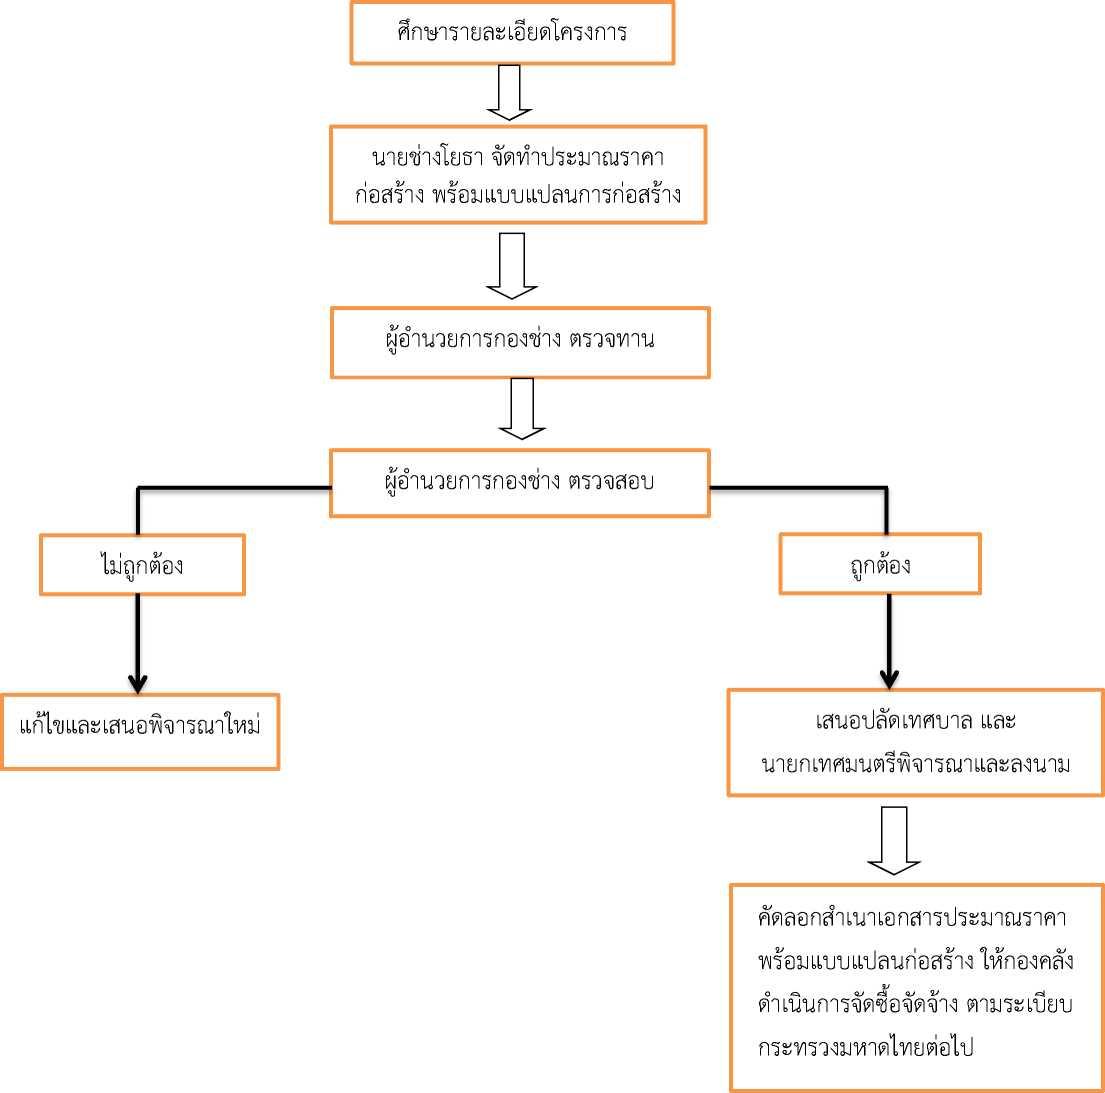 ศึกษารายละเอียดโครงการ
นายช่างโยธา จัดทำประมาณราคา
ก่อสร้าง พร้อมแบบแปลนการก่อสร้าง
ผู้อำนวยการกองช่าง ตรวจทาน
ผู้อำนวยการกองช่าง ตรวจสอบ
ไม่ถูกต้อง
ถูกต้อง
แก้ไขและเสนอพิจารณาใหม่
เสนอปลัดเทศบาล และ
นายกเทศมนตรีพิจารณาและลงนาม
คัดลอกสำเนาเอกสารประมาณราคา
พร้อมแบบแปลนก่อสร้าง ให้กองคลัง
ดำเนินการจัดซื้อจัดจ้าง ตามระเบียบ
กระทรวงมหาดไทยต่อไป